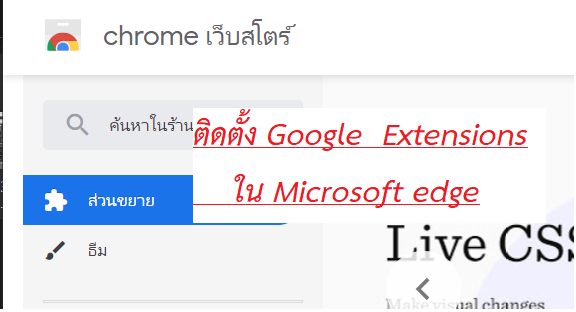 chrome เว็บสโตร์
ค้นหาในร้าน
ติดตั้ง Google Extensions
ใน Microsoft edge
ส่วนขยาย
ธีม
Live CSS
Make visual changes